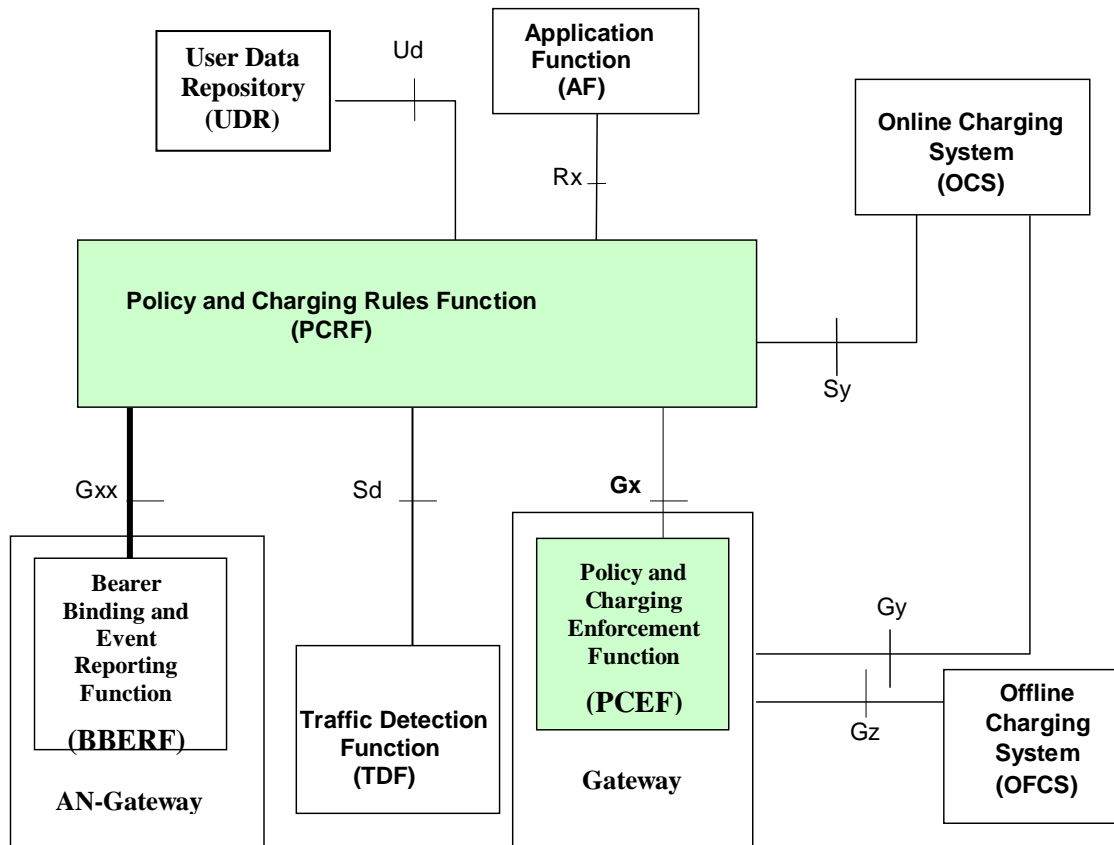 User Data
Repository
(UDR)
Ud
Application
Function
(AF)
Rx
Online Charging
System
(OCS)
Policy and Charging Rules Function
(PCRF)
Sy
Gxx
Sd
Gx
Bearer
Binding and
Event
Reporting
Function
(BBERF)
AN-Gateway
Traffic Detection
Function
(TDF)
Policy and
Charging
Enforcement
Function
(PCEF)
Gateway
Gy
Gz
Offline
Charging
System
(OFCS)